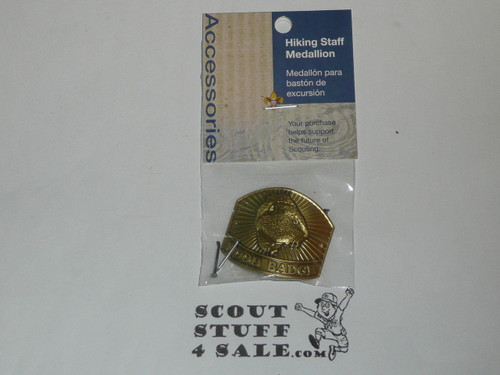 Accessories
Hiking Staff
Medallion
Medallón para
bastón de
excursión
Your purchase
helps support
the future of
Scouting.
BADGE
SCOUT
STUFF
4 SALE.COM